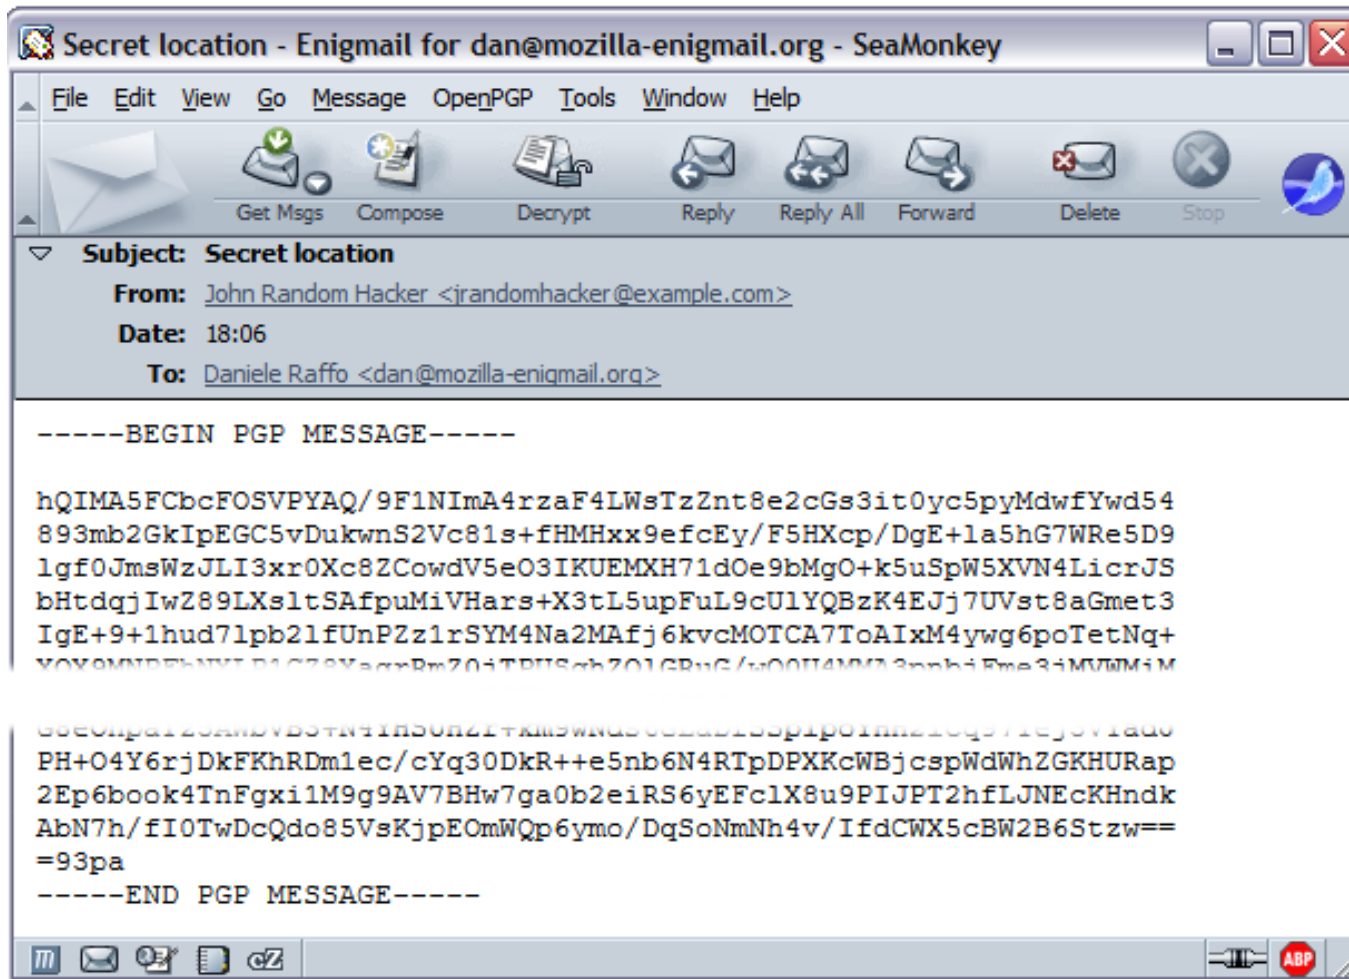 Secret location - Enigmail for dan@mozilla-enigmail.org - SeaMonkey
File Edit View Go Message OpenPGP Tools Window Help
Get Msgs Compose Decrypt Reply Reply All Forward Delete Stop
Subject: Secret location
From: John Random Hacker <jrandomhacker@example.com>
Date: 18:06
To: Daniele Raffo <dan@mozilla-enigmail.org>
-----BEGIN PGP MESSAGE-----
hQIMA5FCbcFOSVPYAQ/9F1NImA4rzaF4LWsTzZnt8e2cGs3it0yc5pyMdwfYwd54
893mb2GkIpEGC5vDukwnS2Vc81s+fHMHxx9efcEy/F5HXcp/DgE+la5hG7WRe5D9
lgf0JmsWzJLI3xr0Xc8ZCowdV5eO3IKUEMXH71dOe9bMgO+k5uSpW5XVN4LicrJS
bHtdqjIwZ89LXsltSAfpuMiVHars+X3tL5upFuL9cUlYQBzK4EJj7UVst8aGmet3
IgE+9+1hud7lpb2lfUnPZz1rSYM4Na2MAfj6kvcMOTCA7ToAIxM4ywg6poTetNq+
PH+O4Y6rjDkFKhRDm1ec/cYq30DkR++e5nb6N4RTpDPXKcWBjcspWdWhZGKHURap
2Ep6book4TnFgxi1M9g9AV7BHw7ga0b2eiRS6yEFclX8u9PIJPT2hfLJNEcKHndk
AbN7h/fI0TwDcQdo85VsKjpEOmWQp6ymo/DqSoNmNh4v/IfdCWX5cBW2B6Stzw==
=93pa
-----END PGP MESSAGE-----
ABP